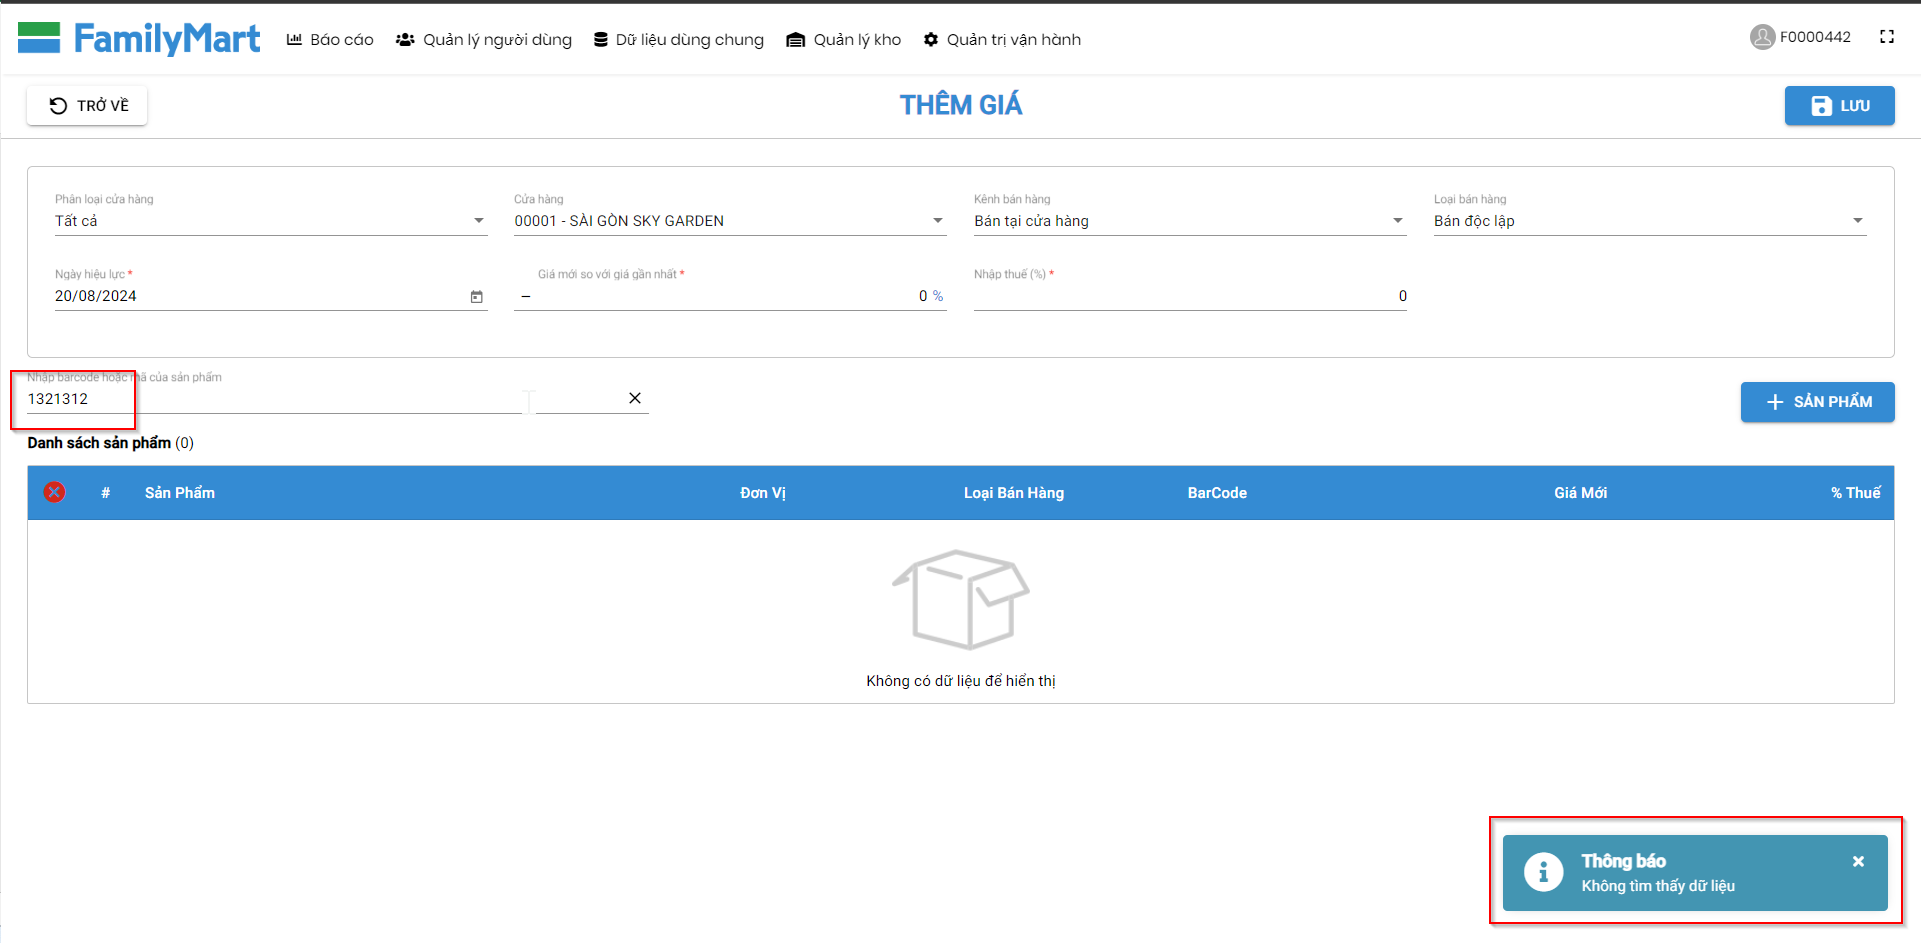 FamilyMart
Báo cáo
Quản lý người dùng
Dữ liệu dùng chung
Quản lý kho
Quản trị vận hành
F0000442
TRỞ VỀ
THÊM GIÁ
LƯU
Phân loại cửa hàng
Cửa hàng
Kênh bán hàng
Loại bán hàng
Tất cả
00001 - SÀI GÒN SKY GARDEN
Bán tại cửa hàng
Bán độc lập
Ngày hiệu lực *
Giá mới so với giá gần nhất *
Nhập thuế (%) *
20/08/2024
– 0 %
0
Nhập barcode hoặc mã của sản phẩm
1321312
SẢN PHẨM
Danh sách sản phẩm (0)
# Sản Phẩm Đơn Vị Loại Bán Hàng BarCode Giá Mới % Thuế
Không có dữ liệu để hiển thị
Thông báo
Không tìm thấy dữ liệu